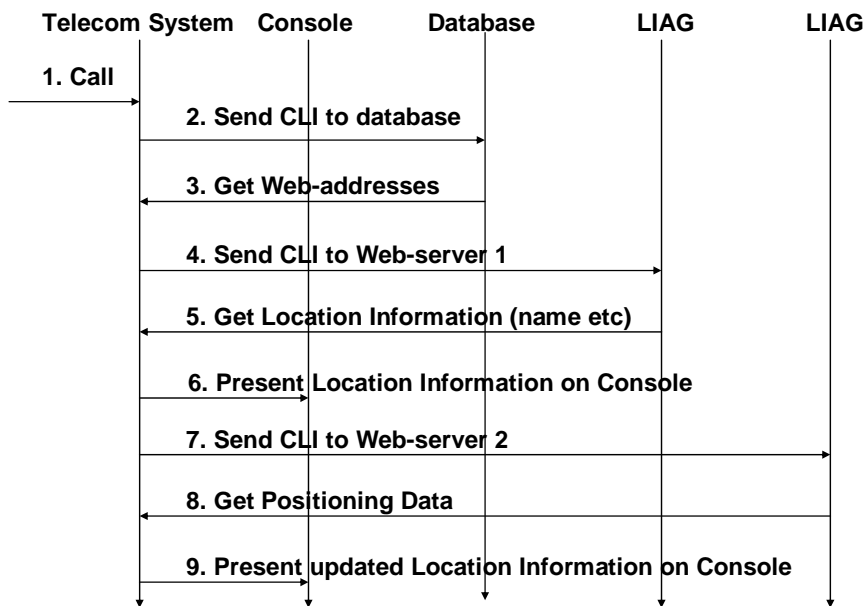 Telecom System Console Database LIAG LIAG
1. Call
2. Send CLI to database
3. Get Web-addresses
4. Send CLI to Web-server 1
5. Get Location Information (name etc)
6. Present Location Information on Console
7. Send CLI to Web-server 2
8. Get Positioning Data
9. Present updated Location Information on Console